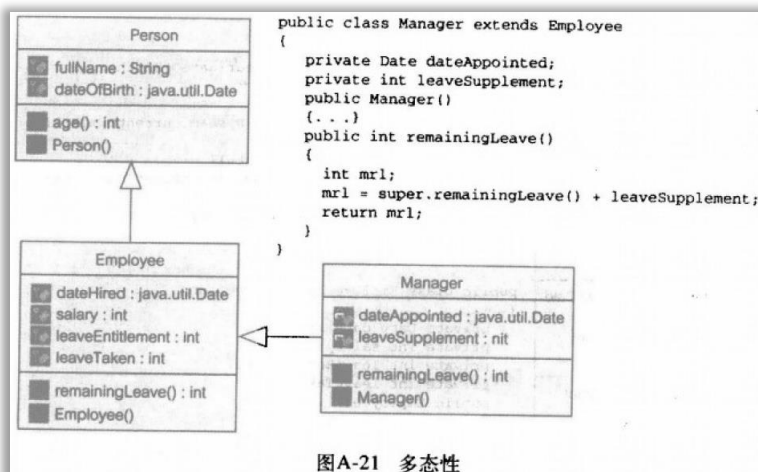 Person
fullName : String
dateOfBirth : java.util.Date
age() : int
Person()
public class Manager extends Employee
{
private Date dateAppointed;
private int leaveSupplement;
public Manager()
{. . .}
public int remainingLeave()
{
int mrl;
mrl = super.remainingLeave() + leaveSupplement;
return mrl;
}
}
Employee
dateHired : java.util.Date
salary : int
leaveEntitlement : int
leaveTaken : int
remainingLeave() : int
Employee()
Manager
dateAppointed : java.util.Date
leaveSupplement : nit
remainingLeave() : int
Manager()
图A-21 多态性